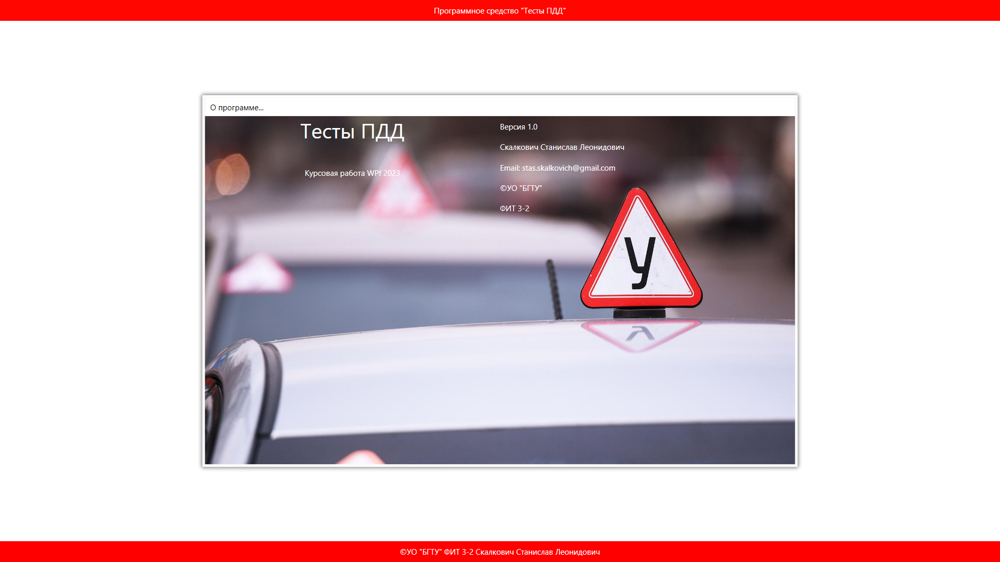 Программное средство "Тесты ПДД"
О программе...
Тесты ПДД
Курсовая работа WPf 2023
Версия 1.0
Скалкович Станислав Леонидович
Email: stas.skalkovich@gmail.com
©УО "БГТУ"
ФИТ 3-2
У
©УО "БГТУ" ФИТ 3-2 Скалкович Станислав Леонидович